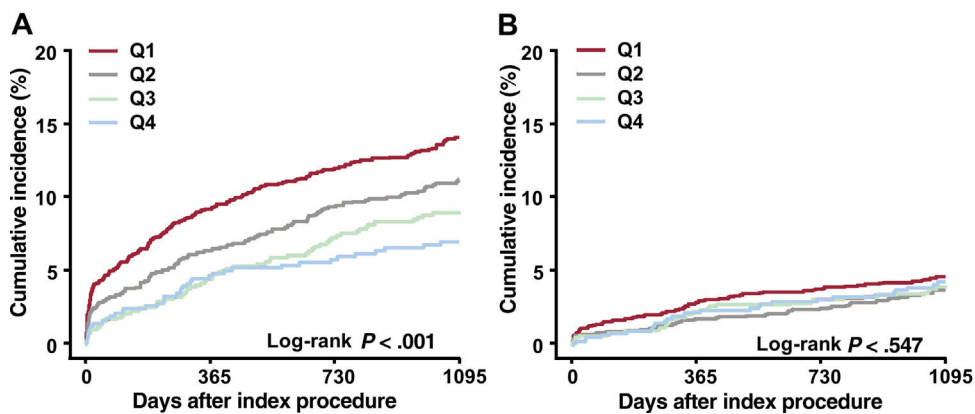 A
Cumulative incidence (%)
20
15
10
5
0
Q1
Q2
Q3
Q4
Log-rank P < .001
0 365 730 1095
Days after index procedure
B
Cumulative incidence (%)
20
15
10
5
0
Q1
Q2
Q3
Q4
Log-rank P < .547
0 365 730 1095
Days after index procedure